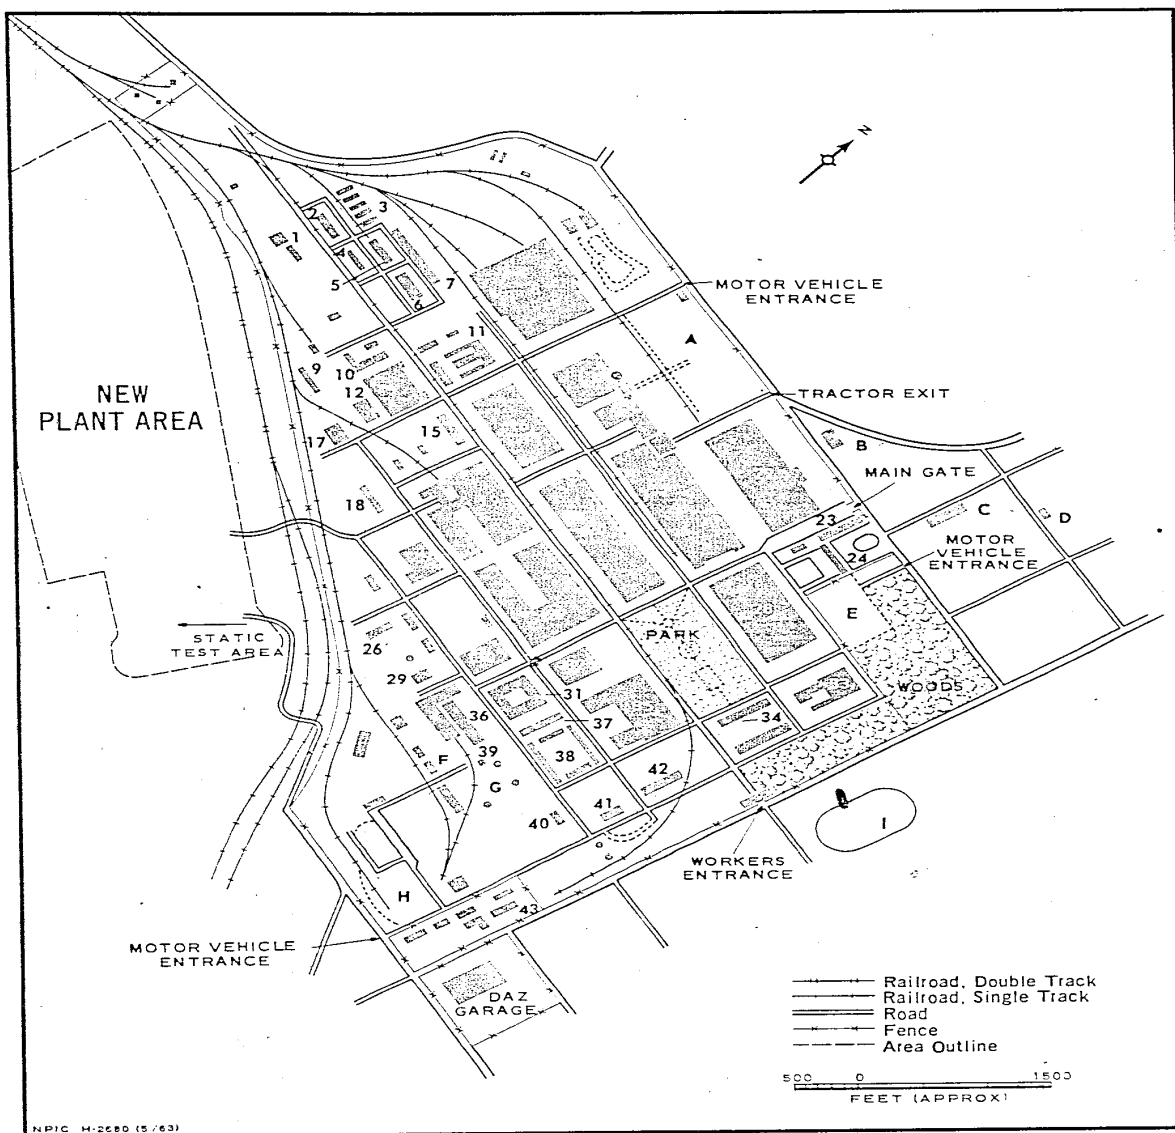 N
2
3
1
4
5
7
6
MOTOR VEHICLE
ENTRANCE
11
A
9
10
12
NEW
PLANT AREA
TRACTOR EXIT
17
15
B
MAIN GATE
18
23
C
D
24
MOTOR
VEHICLE
ENTRANCE
E
STATIC
TEST AREA
26
PARK
29
31
WOODS
36
37
34
39
38
F
G
42
40
41
I
WORKERS
ENTRANCE
H
43
MOTOR VEHICLE
ENTRANCE
DAZ
GARAGE
Railroad, Double Track
Railroad, Single Track
Road
Fence
Area Outline
500 0 1500
FEET (APPROX)
NPIC H-2680 (5/63)